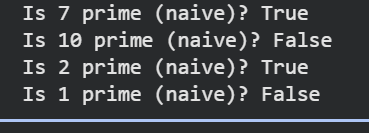 Is 7 prime (naive)? True
Is 10 prime (naive)? False
Is 2 prime (naive)? True
Is 1 prime (naive)? False